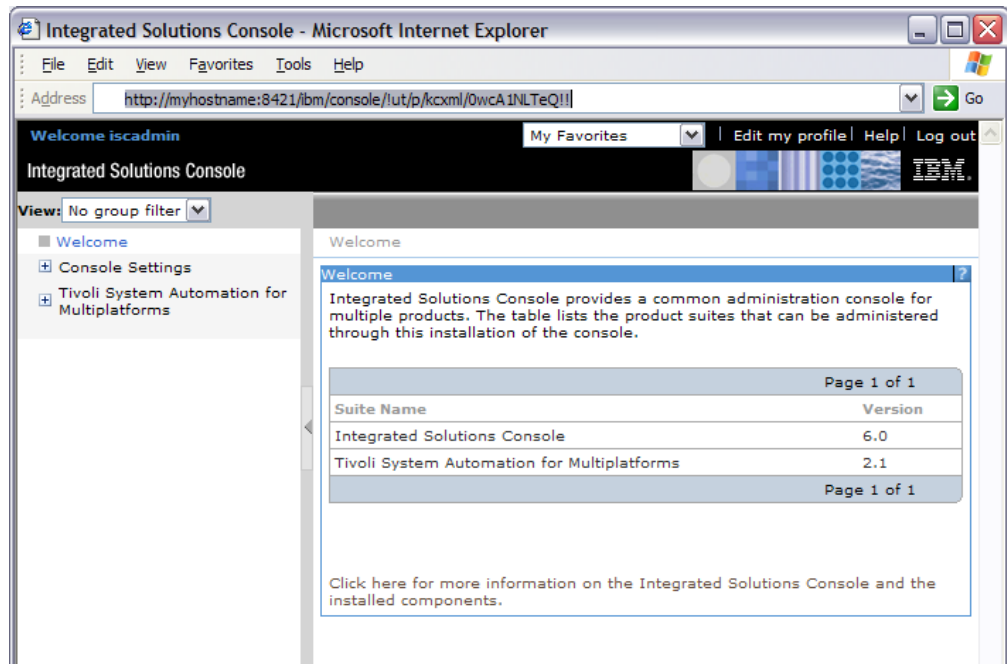 Integrated Solutions Console - Microsoft Internet Explorer
File Edit View Favorites Tools Help
Address http://myhostname:8421/ibm/console/!ut/p/kcxml/0wcA1NLTeQ!! Go
Welcome iscadmin My Favorites Edit my profile Help Log out
Integrated Solutions Console IBM.
View: No group filter
Welcome
Console Settings
Tivoli System Automation for
Multiplatforms
Welcome
Welcome ?
Integrated Solutions Console provides a common administration console for
multiple products. The table lists the product suites that can be administered
through this installation of the console.
Page 1 of 1
Suite Name Version
Integrated Solutions Console 6.0
Tivoli System Automation for Multiplatforms 2.1
Page 1 of 1
Click here for more information on the Integrated Solutions Console and the
installed components.